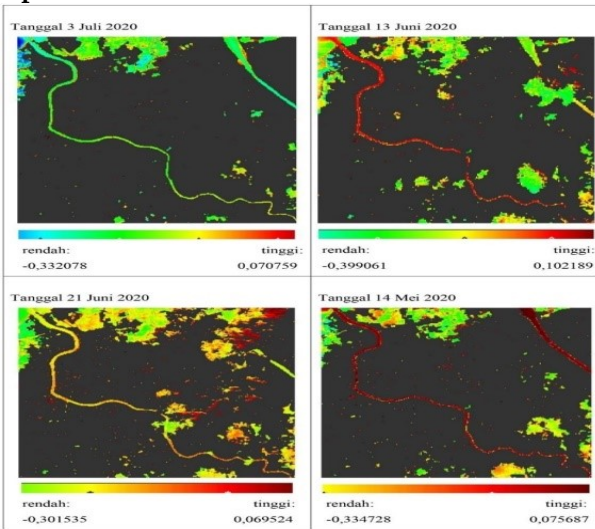 Tanggal 3 Juli 2020
rendah: tinggi:
-0,332078 0,070759
Tanggal 13 Juni 2020
rendah: tinggi:
-0,399061 0,102189
Tanggal 21 Juni 2020
rendah: tinggi:
-0,301535 0,069524
Tanggal 14 Mei 2020
rendah: tinggi:
-0,334728 0,075687